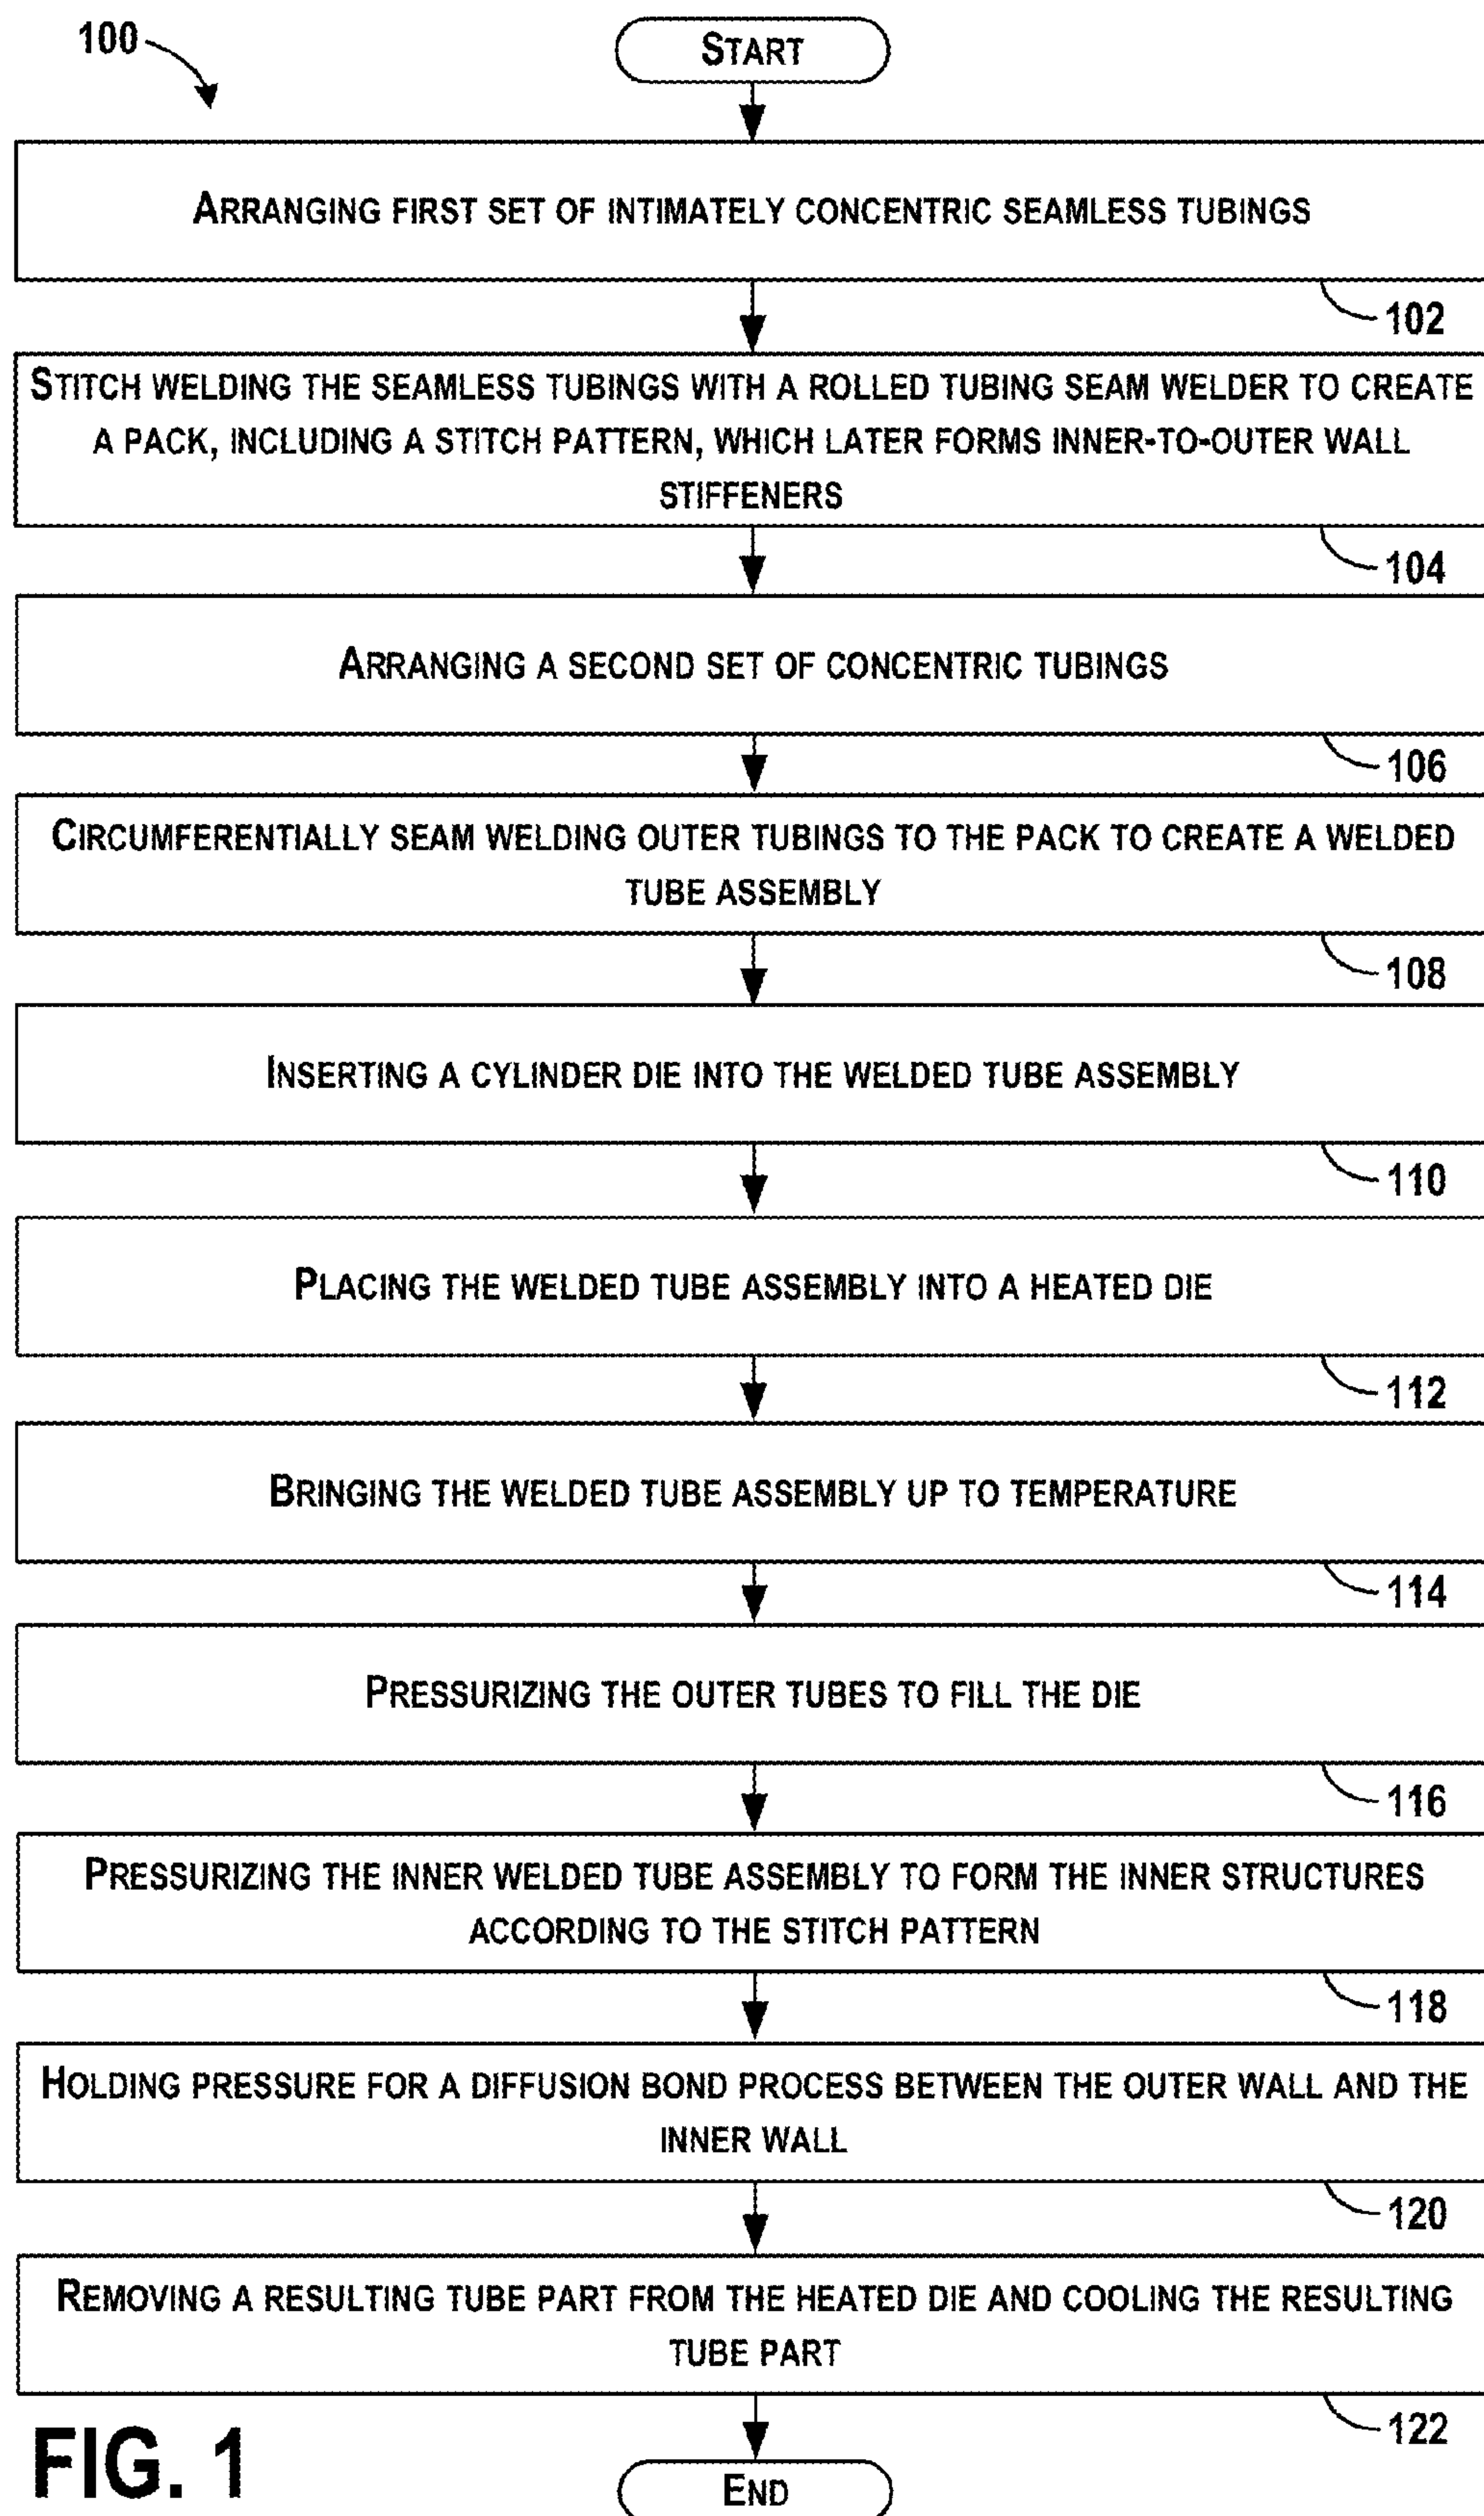 100
START
ARRANGING FIRST SET OF INTIMATELY CONCENTRIC SEAMLESS TUBINGS
102
STITCH WELDING THE SEAMLESS TUBINGS WITH A ROLLED TUBING SEAM WELDER TO CREATE
A PACK, INCLUDING A STITCH PATTERN, WHICH LATER FORMS INNER-TO-OUTER WALL
STIFFENERS
104
ARRANGING A SECOND SET OF CONCENTRIC TUBINGS
106
CIRCUMFERENTIALLY SEAM WELDING OUTER TUBINGS TO THE PACK TO CREATE A WELDED
TUBE ASSEMBLY
108
INSERTING A CYLINDER DIE INTO THE WELDED TUBE ASSEMBLY
110
PLACING THE WELDED TUBE ASSEMBLY INTO A HEATED DIE
112
BRINGING THE WELDED TUBE ASSEMBLY UP TO TEMPERATURE
114
PRESSURIZING THE OUTER TUBES TO FILL THE DIE
116
PRESSURIZING THE INNER WELDED TUBE ASSEMBLY TO FORM THE INNER STRUCTURES
ACCORDING TO THE STITCH PATTERN
118
HOLDING PRESSURE FOR A DIFFUSION BOND PROCESS BETWEEN THE OUTER WALL AND THE
INNER WALL
120
REMOVING A RESULTING TUBE PART FROM THE HEATED DIE AND COOLING THE RESULTING
TUBE PART
122
FIG. 1
END